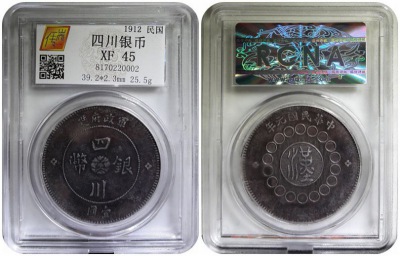 1912 民国
四川银币
XF 45
8170220002
39.2*2.3mm 25.5g
造府政軍
四川
銀幣
壹圓
RCNA
中華民國元年
漢